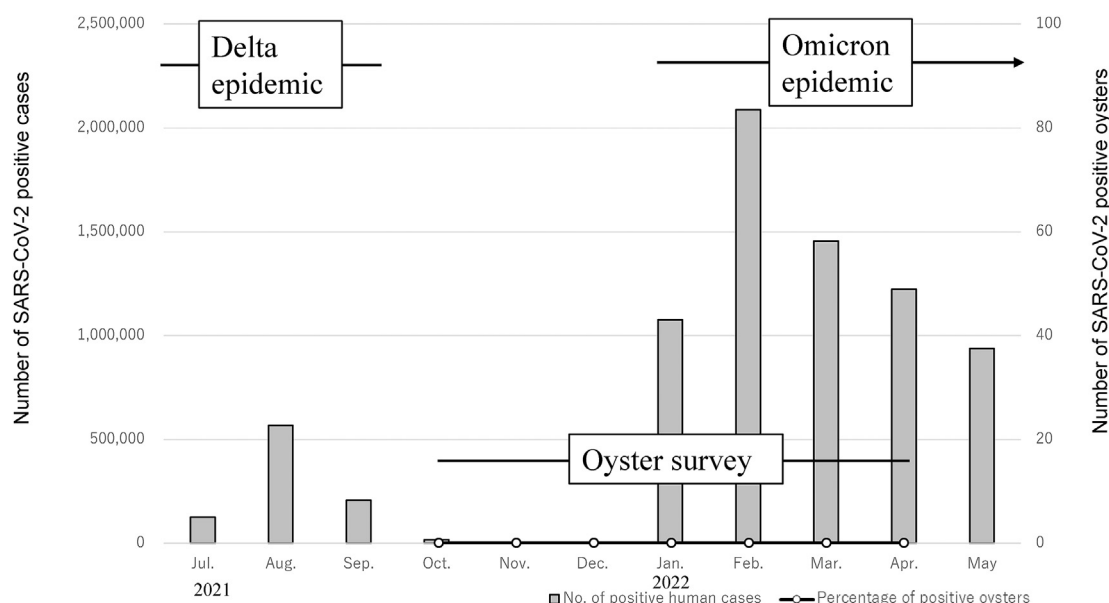 Number of SARS-CoV-2 positive cases
2,500,000
2,000,000
1,500,000
1,000,000
500,000
0
Delta
epidemic
Omicron
epidemic
Oyster survey
100
80
60
40
20
0
Number of SARS-CoV-2 positive oysters
Jul. Aug. Sep. Oct. Nov. Dec. Jan. Feb. Mar. Apr. May
2021 2022
No. of positive human cases Percentage of positive oysters